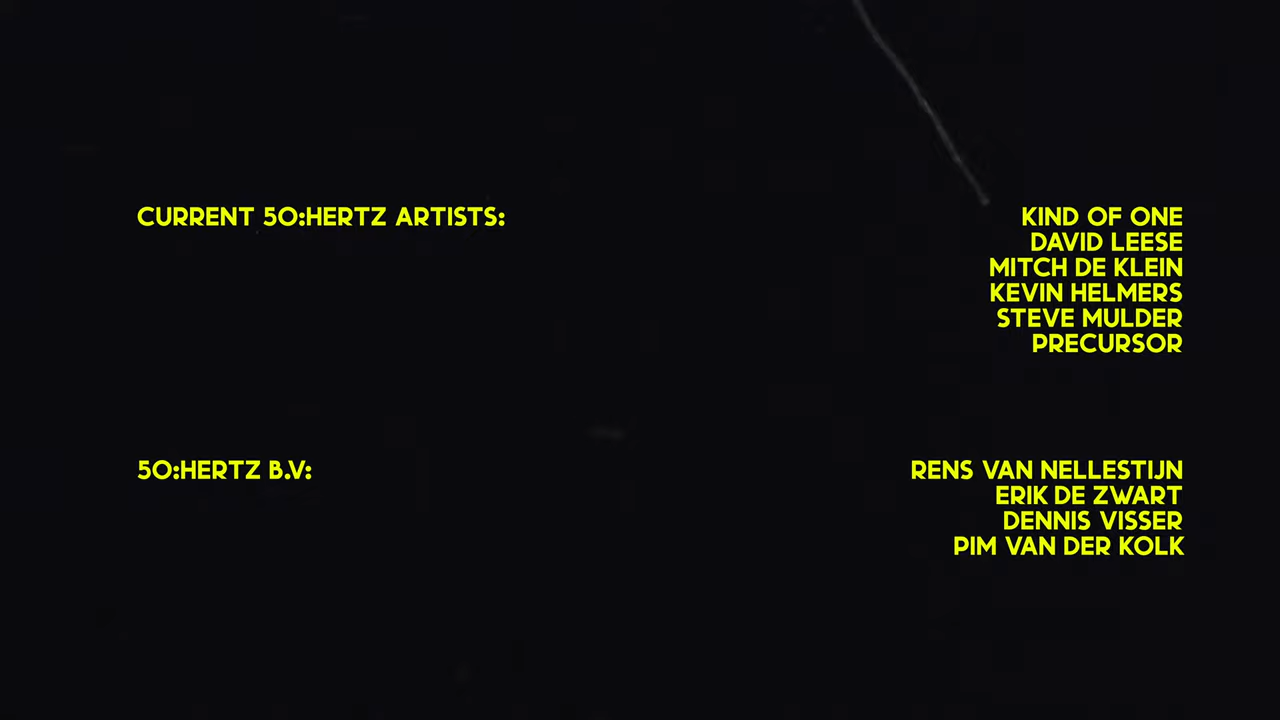 CURRENT 50:HERTZ ARTISTS:
KIND OF ONE
DAVID LEESE
MITCH DE KLEIN
KEVIN HELMERS
STEVE MULDER
PRECURSOR
50:HERTZ B.V:
RENS VAN NELLESTIJN
ERIK DE ZWART
DENNIS VISSER
PIM VAN DER KOLK